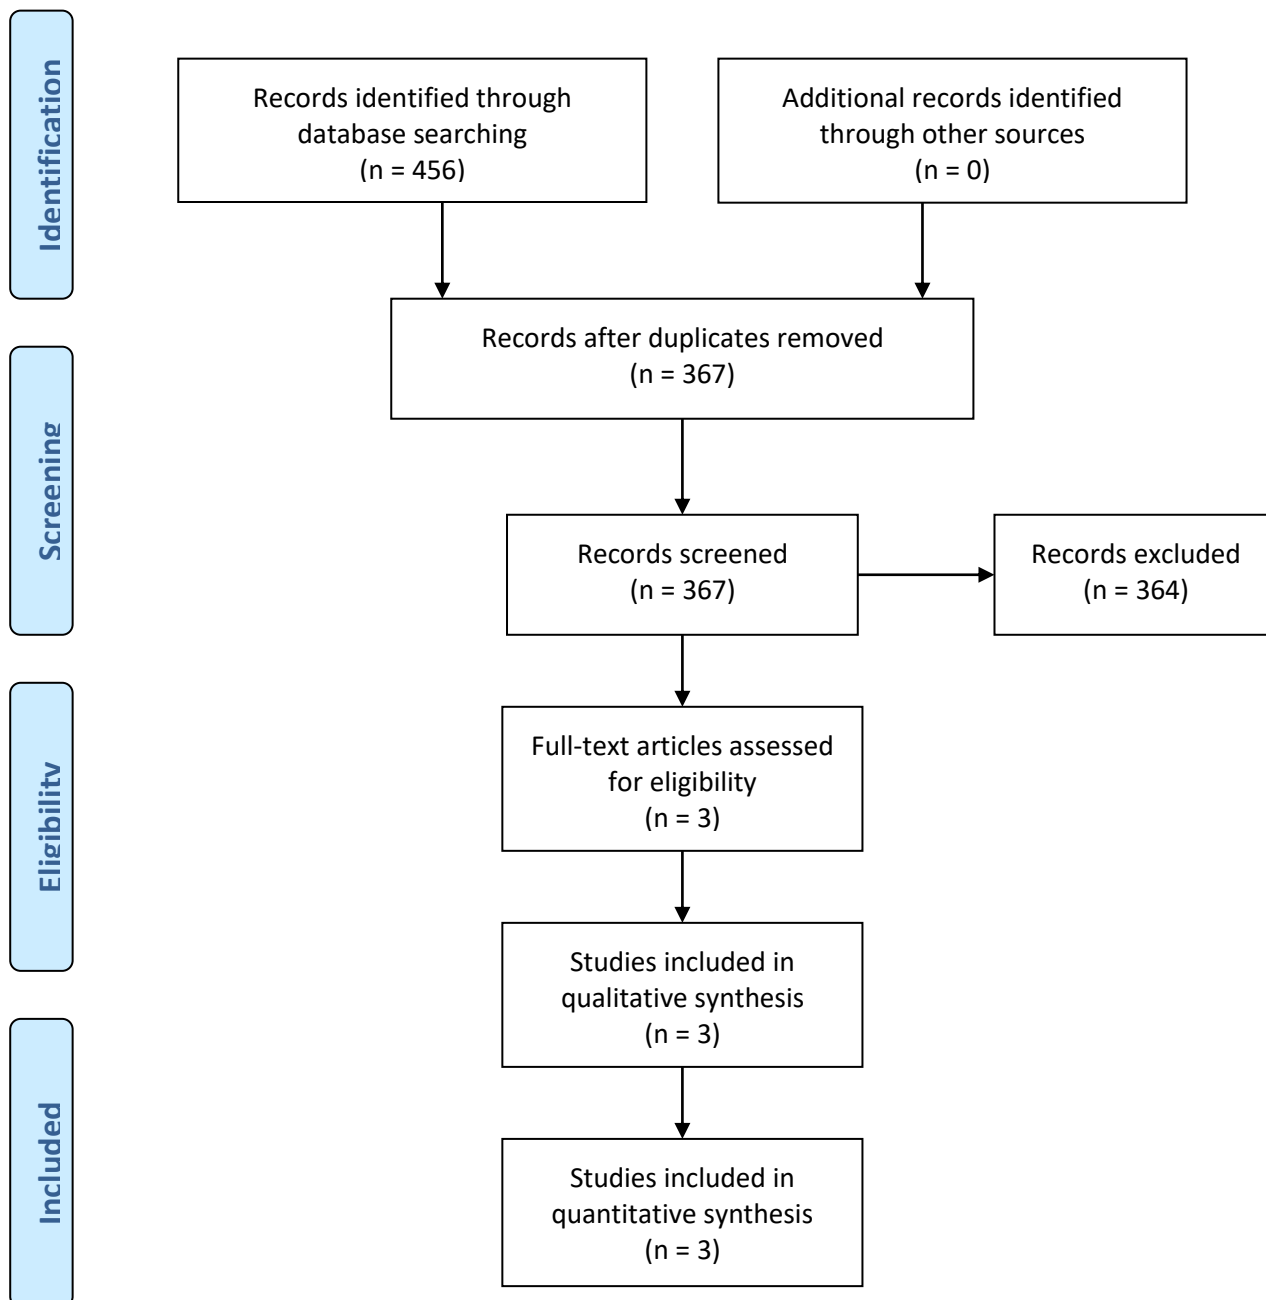 Identification
Records identified through
database searching
(n = 456)
Additional records identified
through other sources
(n = 0)
Records after duplicates removed
(n = 367)
Screening
Records screened
(n = 367)
Records excluded
(n = 364)
Eligibility
Full-text articles assessed
for eligibility
(n = 3)
Studies included in
qualitative synthesis
(n = 3)
Included
Studies included in
quantitative synthesis
(n = 3)